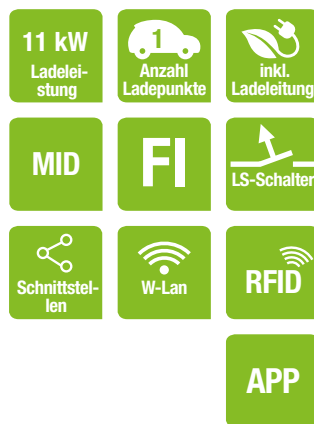 11 kW
Ladelei-
stung
1
Anzahl
Ladepunkte
inkl.
Ladeleitung
MID
FI
LS-Schalter
Schnittstel-
len
W-Lan
RFID
APP